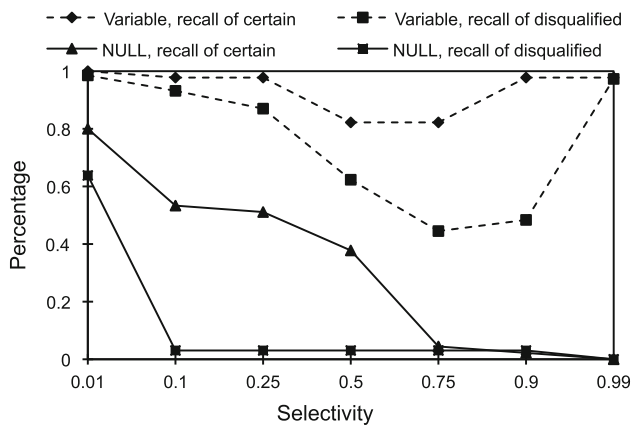 Variable, recall of certain
Variable, recall of disqualified
NULL, recall of certain
NULL, recall of disqualified
1
0.8
0.6
0.4
0.2
0
Percentage
0.01 0.1 0.25 0.5 0.75 0.9 0.99
Selectivity